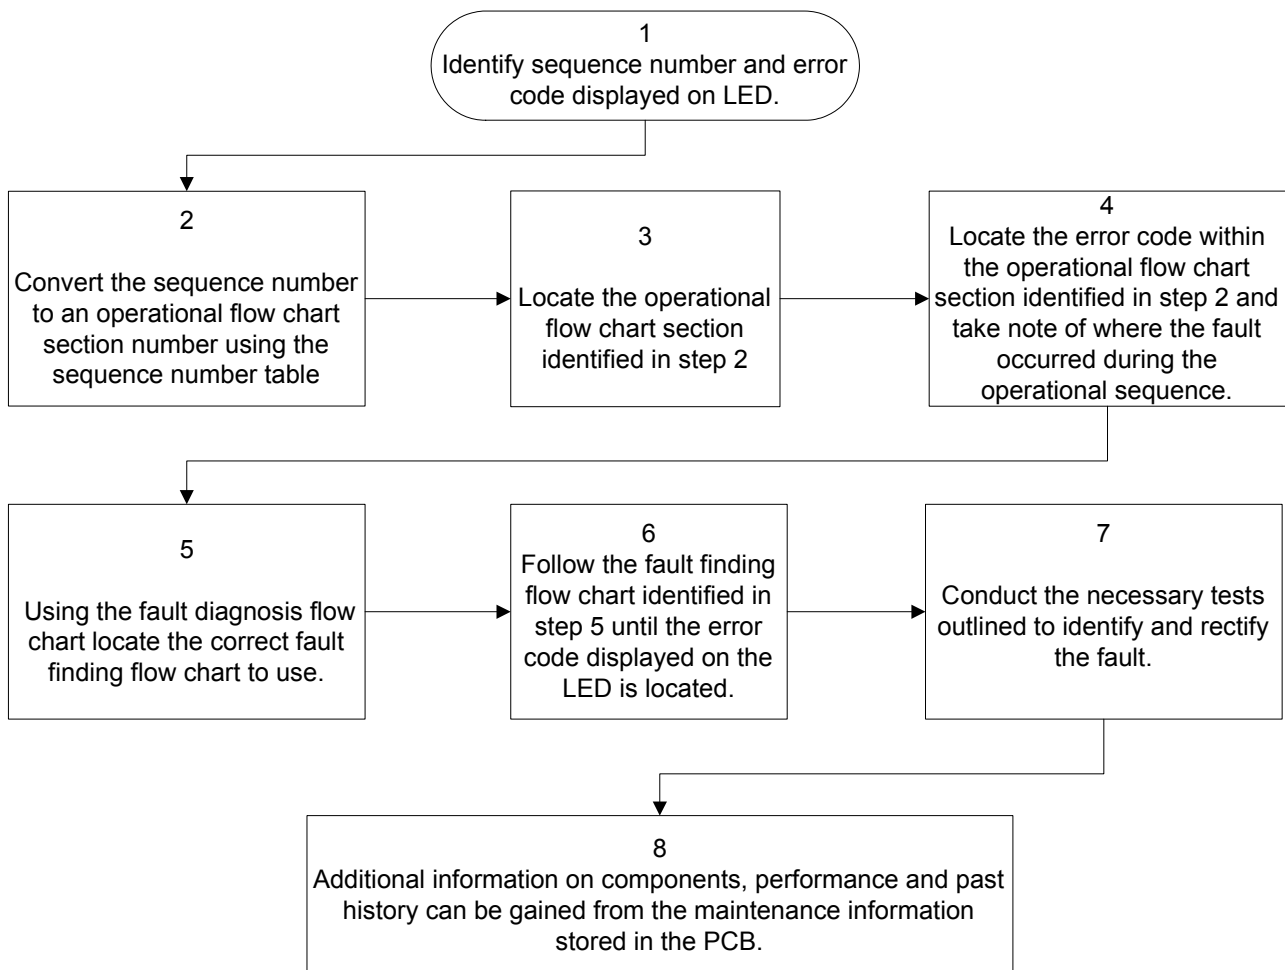 1
Identify sequence number and error
code displayed on LED.
2
Convert the sequence number
to an operational flow chart
section number using the
sequence number table
3
Locate the operational
flow chart section
identified in step 2
4
Locate the error code within
the operational flow chart
section identified in step 2 and
take note of where the fault
occurred during the
operational sequence.
5
Using the fault diagnosis flow
chart locate the correct fault
finding flow chart to use.
6
Follow the fault finding
flow chart identified in
step 5 until the error
code displayed on the
LED is located.
7
Conduct the necessary tests
outlined to identify and rectify
the fault.
8
Additional information on components, performance and past
history can be gained from the maintenance information
stored in the PCB.